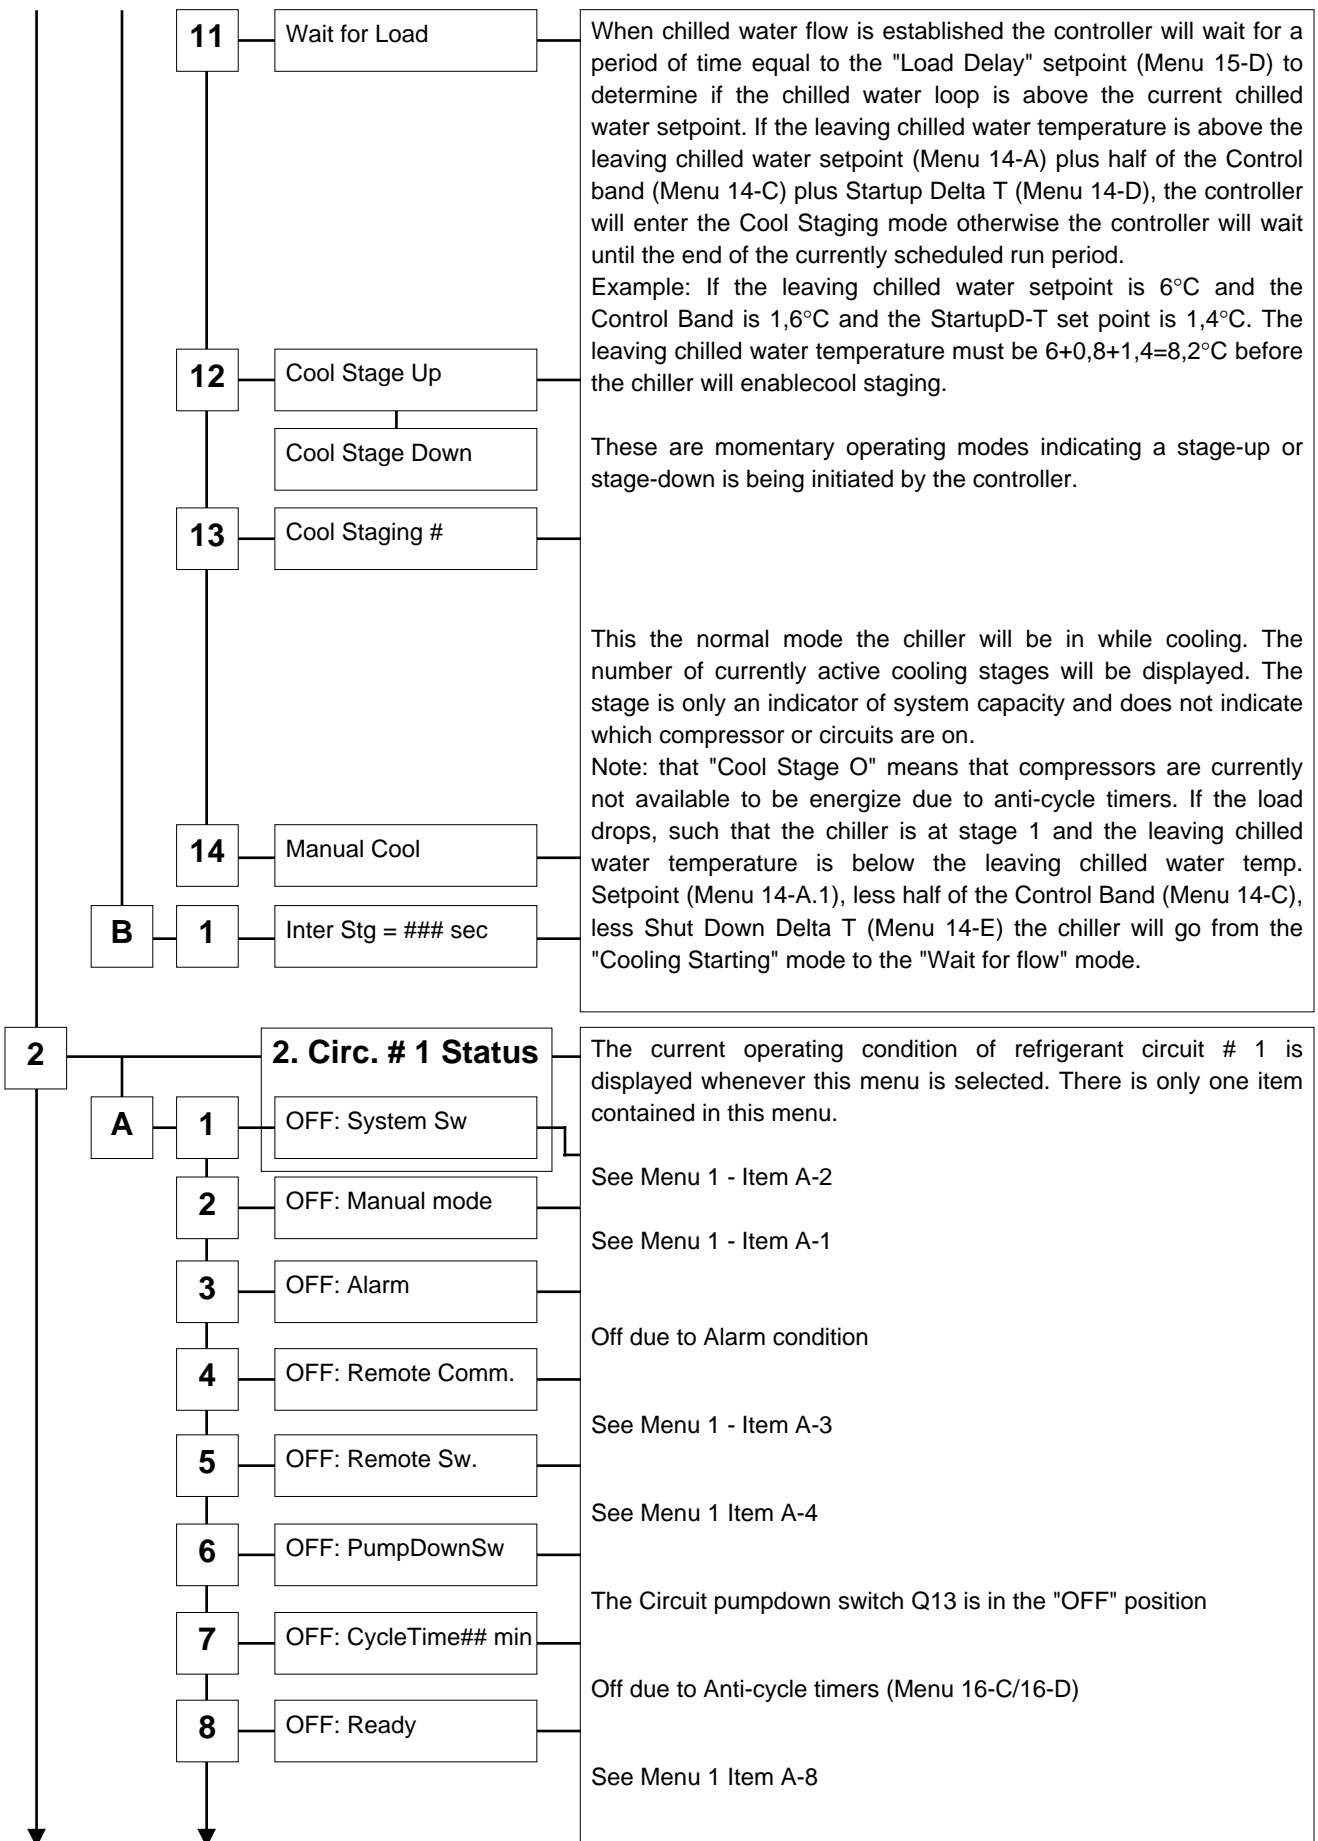 11
Wait for Load
When chilled water flow is established the controller will wait for a
period of time equal to the "Load Delay" setpoint (Menu 15-D) to
determine if the chilled water loop is above the current chilled
water setpoint. If the leaving chilled water temperature is above the
leaving chilled water setpoint (Menu 14-A) plus half of the Control
band (Menu 14-C) plus Startup Delta T (Menu 14-D), the controller
will enter the Cool Staging mode otherwise the controller will wait
until the end of the currently scheduled run period.
Example: If the leaving chilled water setpoint is 6°C and the
Control Band is 1,6°C and the StartupD-T set point is 1,4°C. The
leaving chilled water temperature must be 6+0,8+1,4=8,2°C before
the chiller will enablecool staging.
12
Cool Stage Up
Cool Stage Down
These are momentary operating modes indicating a stage-up or
stage-down is being initiated by the controller.
13
Cool Staging #
This the normal mode the chiller will be in while cooling. The
number of currently active cooling stages will be displayed. The
stage is only an indicator of system capacity and does not indicate
which compressor or circuits are on.
Note: that "Cool Stage O" means that compressors are currently
not available to be energize due to anti-cycle timers. If the load
drops, such that the chiller is at stage 1 and the leaving chilled
water temperature is below the leaving chilled water temp.
Setpoint (Menu 14-A.1), less half of the Control Band (Menu 14-C),
less Shut Down Delta T (Menu 14-E) the chiller will go from the
"Cooling Starting" mode to the "Wait for flow" mode.
14
Manual Cool
B
1
Inter Stg = ### sec
2
2. Circ. # 1 Status
The current operating condition of refrigerant circuit # 1 is
displayed whenever this menu is selected. There is only one item
contained in this menu.
A
1
OFF: System Sw
See Menu 1 - Item A-2
2
OFF: Manual mode
See Menu 1 - Item A-1
3
OFF: Alarm
Off due to Alarm condition
4
OFF: Remote Comm.
See Menu 1 - Item A-3
5
OFF: Remote Sw.
See Menu 1 Item A-4
6
OFF: PumpDownSw
The Circuit pumpdown switch Q13 is in the "OFF" position
7
OFF: CycleTime## min
Off due to Anti-cycle timers (Menu 16-C/16-D)
8
OFF: Ready
See Menu 1 Item A-8